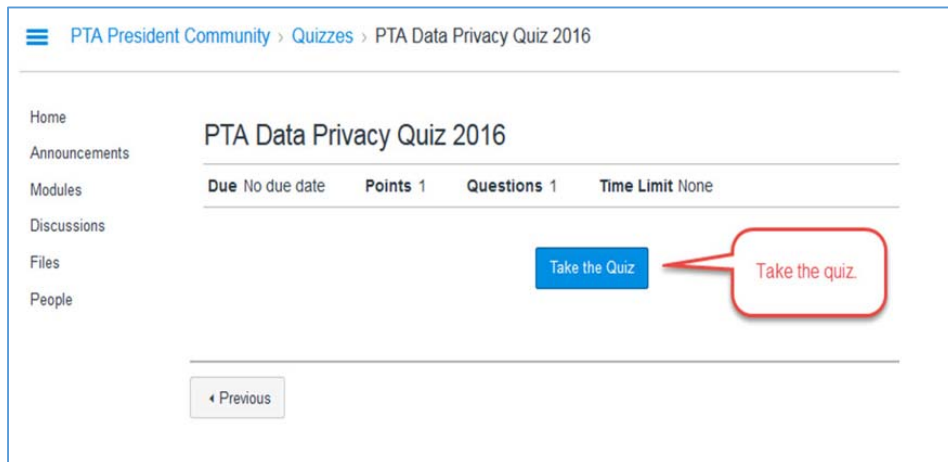 PTA President Community › Quizzes › PTA Data Privacy Quiz 2016
Home
Announcements
Modules
Discussions
Files
People
PTA Data Privacy Quiz 2016
Due No due date Points 1 Questions 1 Time Limit None
Take the Quiz
Take the quiz.
Previous